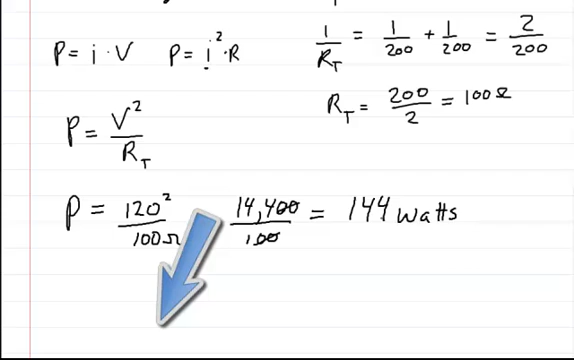 P = i · V   P = i² · R   1/R_T = 1/200 + 1/200 = 2/200
R_T = 200/2 = 100Ω
P = V²/R_T
P = 120²/100Ω   14,400/100 = 144 watts